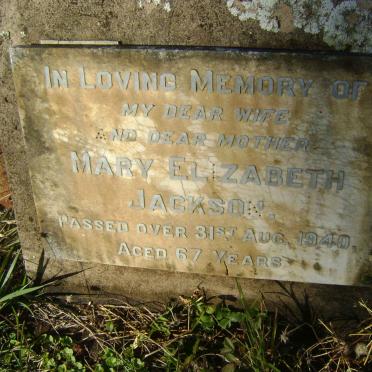 IN LOVING MEMORY OF
MY DEAR WIFE
AND DEAR MOTHER
MARY ELIZABETH
JACKSON.
PASSED OVER 31ST AUG. 1940.
AGED 67 YEARS